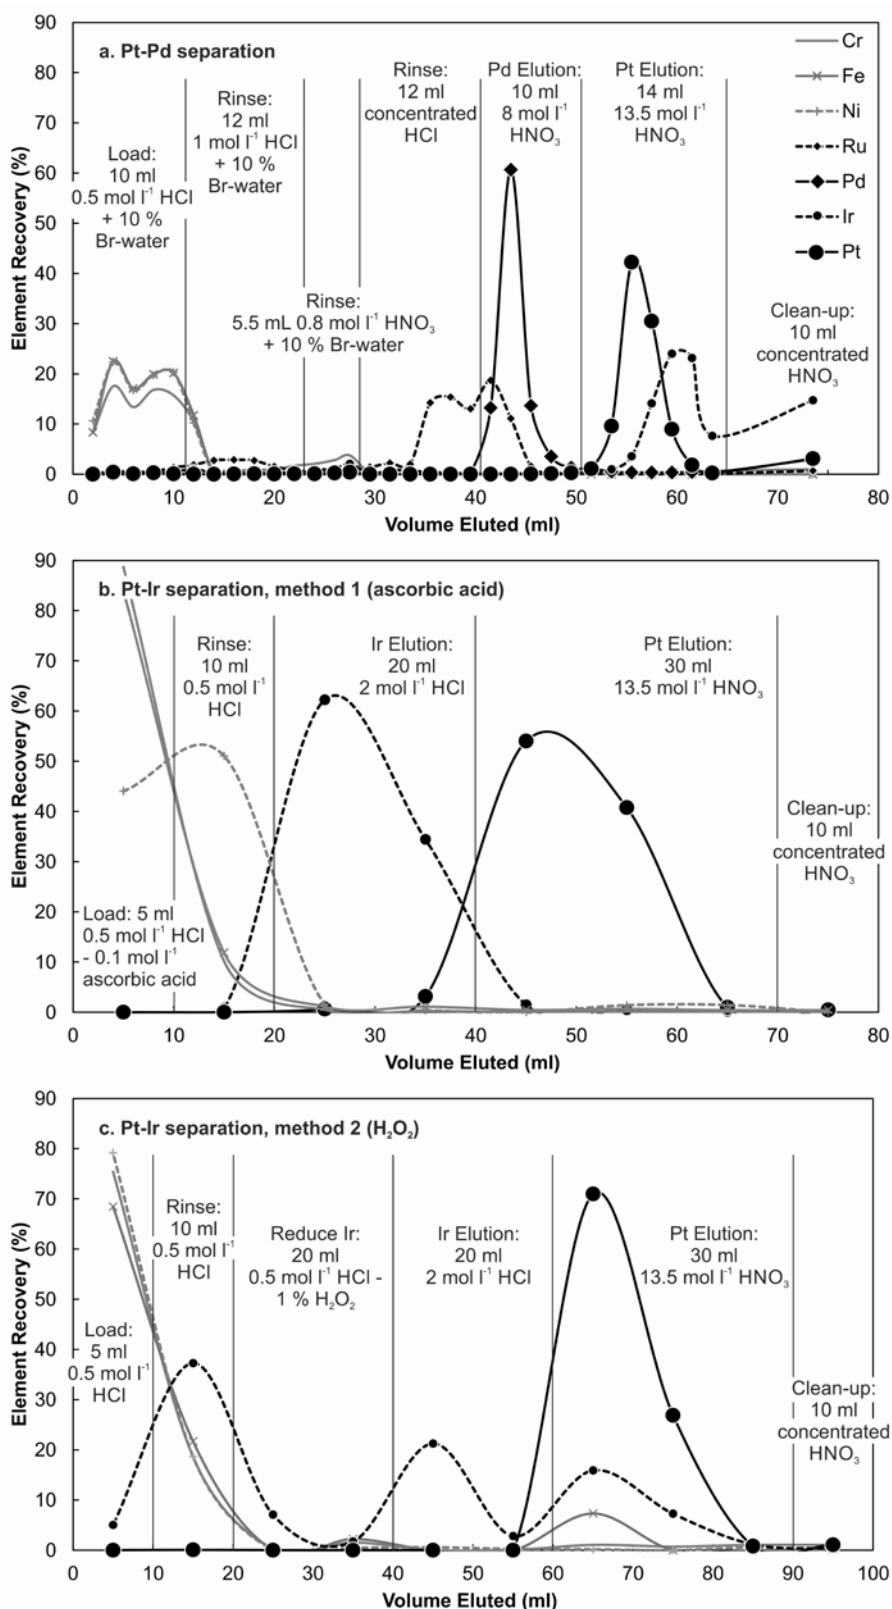 a. Pt-Pd separation
Element Recovery (%)
90
80
70
60
50
40
30
20
10
0
Load:
10 ml
0.5 mol l⁻¹ HCl
+ 10 %
Br-water
Rinse:
12 ml
1 mol l⁻¹ HCl
+ 10 %
Br-water
Rinse:
5.5 mL 0.8 mol l⁻¹ HNO₃
+ 10 % Br-water
Rinse:
12 ml
concentrated
HCl
Pd Elution:
10 ml
8 mol l⁻¹
HNO₃
Pt Elution:
14 ml
13.5 mol l⁻¹
HNO₃
Clean-up:
10 ml
concentrated
HNO₃
Cr
Fe
Ni
Ru
Pd
Ir
Pt
0 10 20 30 40 50 60 70 80
Volume Eluted (ml)
b. Pt-Ir separation, method 1 (ascorbic acid)
Element Recovery (%)
90
80
70
60
50
40
30
20
10
0
Load: 5 ml
0.5 mol l⁻¹ HCl
- 0.1 mol l⁻¹
ascorbic acid
Rinse:
10 ml
0.5 mol l⁻¹
HCl
Ir Elution:
20 ml
2 mol l⁻¹ HCl
Pt Elution:
30 ml
13.5 mol l⁻¹ HNO₃
Clean-up:
10 ml
concentrated
HNO₃
0 10 20 30 40 50 60 70 80
Volume Eluted (ml)
c. Pt-Ir separation, method 2 (H₂O₂)
Element Recovery (%)
90
80
70
60
50
40
30
20
10
0
Load:
5 ml
0.5 mol l⁻¹
HCl
Rinse:
10 ml
0.5 mol l⁻¹
HCl
Reduce Ir:
20 ml
0.5 mol l⁻¹ HCl -
1 % H₂O₂
Ir Elution:
20 ml
2 mol l⁻¹ HCl
Pt Elution:
30 ml
13.5 mol l⁻¹ HNO₃
Clean-up:
10 ml
concentrated
HNO₃
0 10 20 30 40 50 60 70 80 90 100
Volume Eluted (ml)